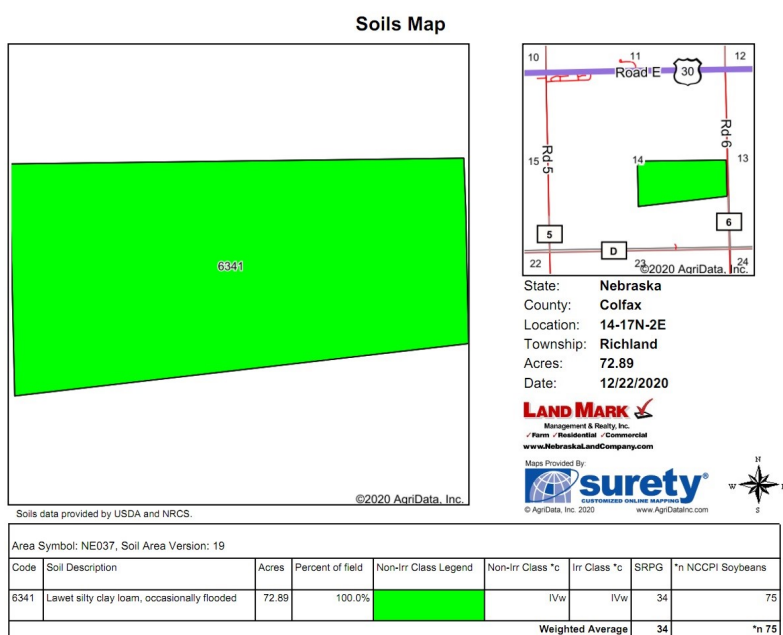 Soils Map
6341
©2020 AgriData, Inc.
Soils data provided by USDA and NRCS.
10 11 12
Road E 30
Rd-5
Rd-6
15 14 13
5 6
D
22 23 24
©2020 AgriData, Inc.
State: Nebraska
County: Colfax
Location: 14-17N-2E
Township: Richland
Acres: 72.89
Date: 12/22/2020
LAND MARK
Management & Realty, Inc.
✓Farm ✓Residential ✓Commercial
www.NebraskaLandCompany.com
Maps Provided By:
surety®
CUSTOMIZED ONLINE MAPPING
© AgriData, Inc. 2020 www.AgriDataInc.com
N
W
S
Area Symbol: NE037, Soil Area Version: 19
Code Soil Description Acres Percent of field Non-Irr Class Legend Non-Irr Class *c Irr Class *c SRPG *n NCCPI Soybeans
6341 Lawet silty clay loam, occasionally flooded 72.89 100.0% IVw IVw 34 75
Weighted Average 34 *n 75